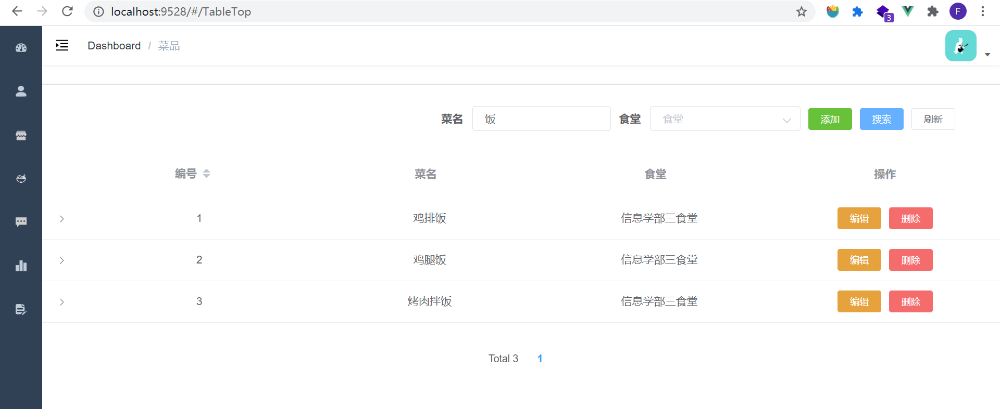 localhost:9528/#/TableTop
3
F
Dashboard / 菜品
菜名 饭 食堂 食堂 添加 搜索 刷新
编号 菜名 食堂 操作
1 鸡排饭 信息学部三食堂 编辑 删除
2 鸡腿饭 信息学部三食堂 编辑 删除
3 烤肉拌饭 信息学部三食堂 编辑 删除
Total 3 1